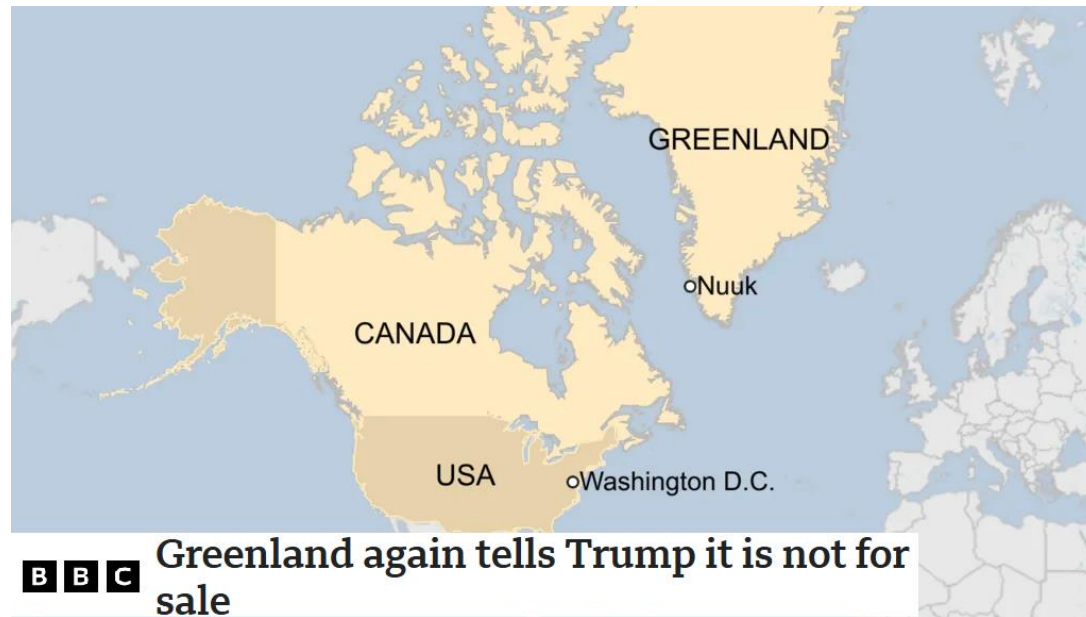 GREENLAND
Nuuk
CANADA
USA
Washington D.C.
BBC
Greenland again tells Trump it is not for
sale